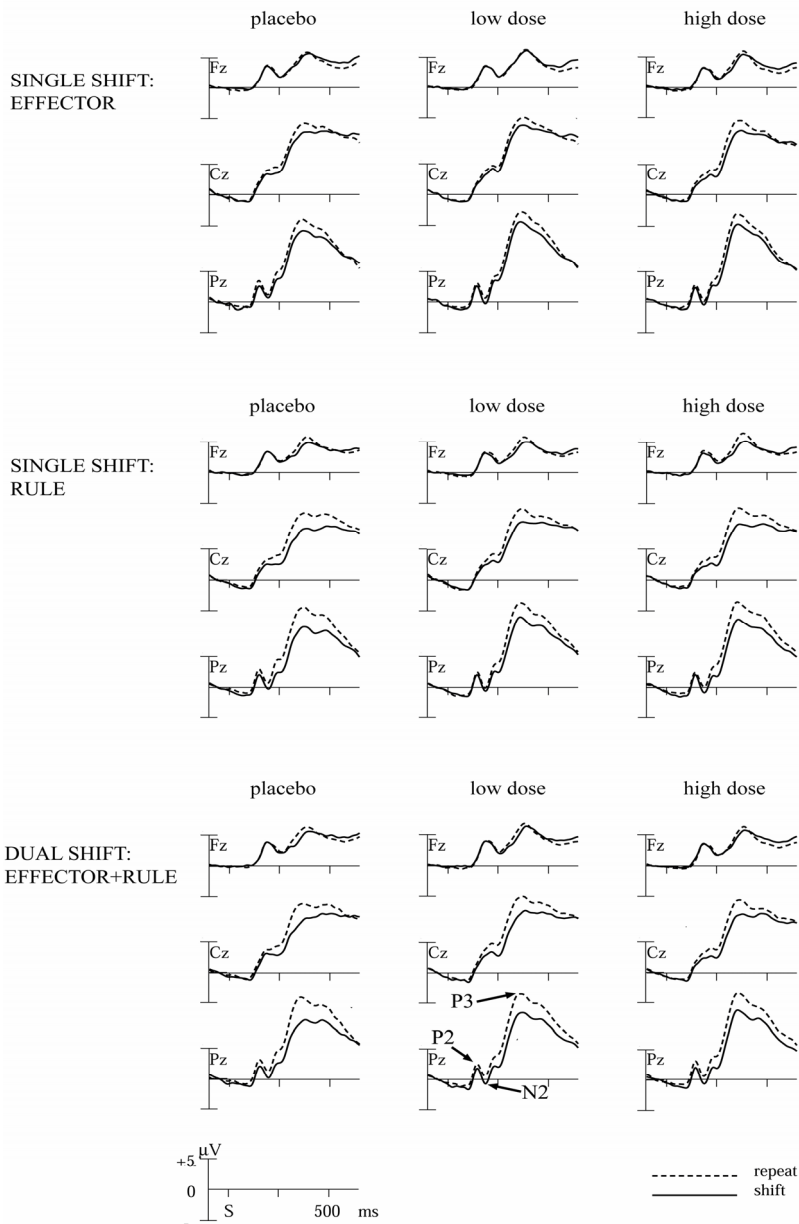 placebo low dose high dose
SINGLE SHIFT:
EFFECTOR
Fz Fz Fz
Cz Cz Cz
Pz Pz Pz
placebo low dose high dose
SINGLE SHIFT:
RULE
Fz Fz Fz
Cz Cz Cz
Pz Pz Pz
placebo low dose high dose
DUAL SHIFT:
EFFECTOR+RULE
Fz Fz Fz
Cz Cz Cz
P3
P2
Pz Pz Pz
N2
µV
+5
0
S 500 ms
repeat
shift